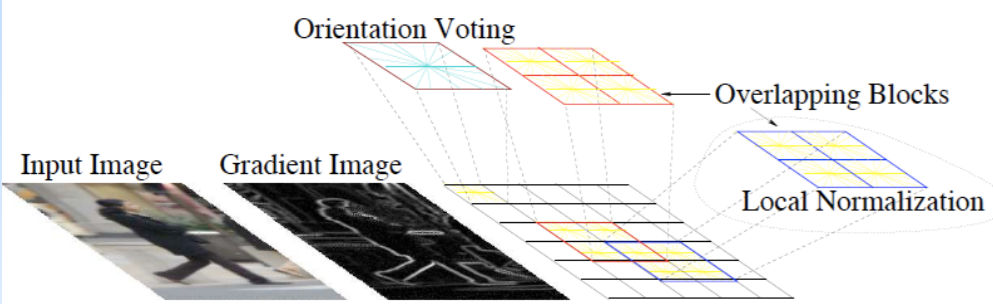 Orientation Voting
Overlapping Blocks
Input Image
Gradient Image
Local Normalization